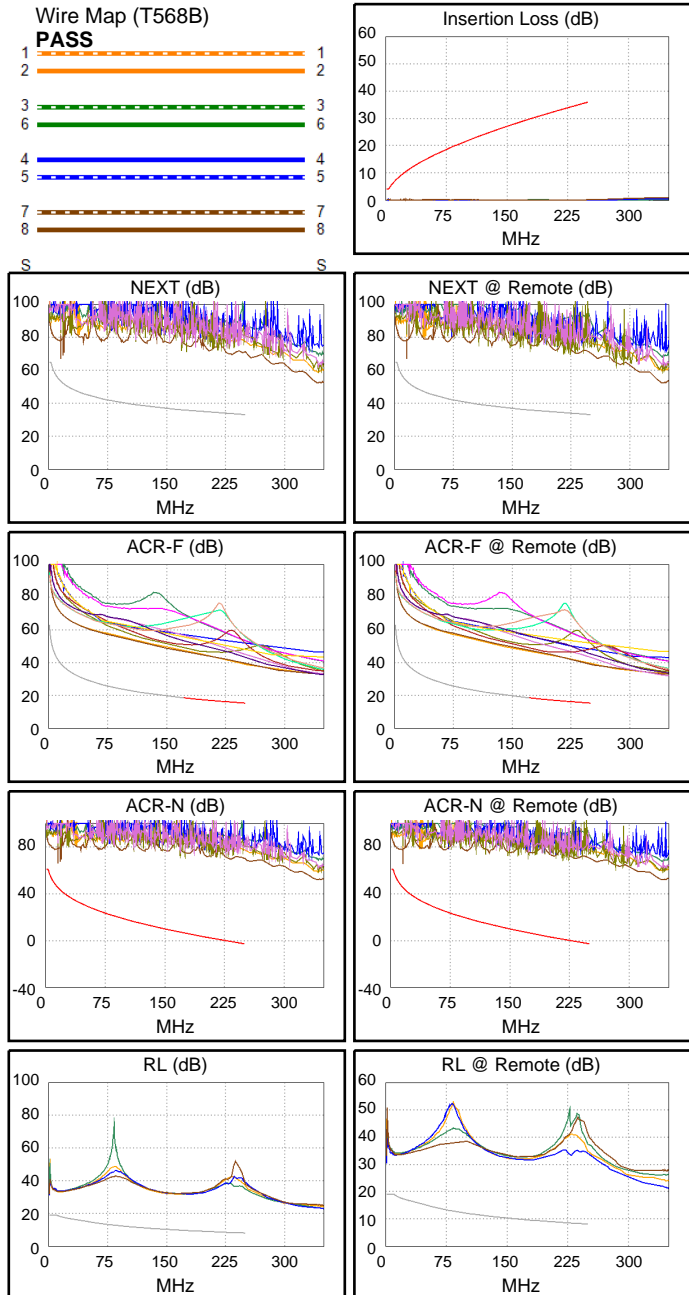 Wire Map (T568B)
PASS
1 1
2 2
3 3
6 6
4 4
5 5
7 7
8 8
S S
Insertion Loss (dB)
60
50
40
30
20
10
0
0 75 150 225 300
MHz
NEXT (dB)
100
80
60
40
20
0
0 75 150 225 300
MHz
NEXT @ Remote (dB)
100
80
60
40
20
0
0 75 150 225 300
MHz
ACR-F (dB)
100
80
60
40
20
0
0 75 150 225 300
MHz
ACR-F @ Remote (dB)
100
80
60
40
20
0
0 75 150 225 300
MHz
ACR-N (dB)
80
40
0
-40
0 75 150 225 300
MHz
ACR-N @ Remote (dB)
80
40
0
-40
0 75 150 225 300
MHz
RL (dB)
100
80
60
40
20
0
0 75 150 225 300
MHz
RL @ Remote (dB)
60
50
40
30
20
10
0
0 75 150 225 300
MHz